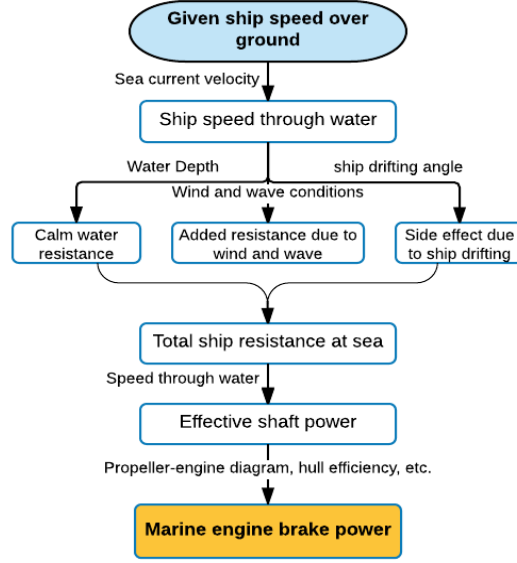 Given ship speed over
ground
Sea current velocity
Ship speed through water
Water Depth
ship drifting angle
Wind and wave conditions
Calm water
resistance
Added resistance due to
wind and wave
Side effect due
to ship drifting
Total ship resistance at sea
Speed through water
Effective shaft power
Propeller-engine diagram, hull efficiency, etc.
Marine engine brake power